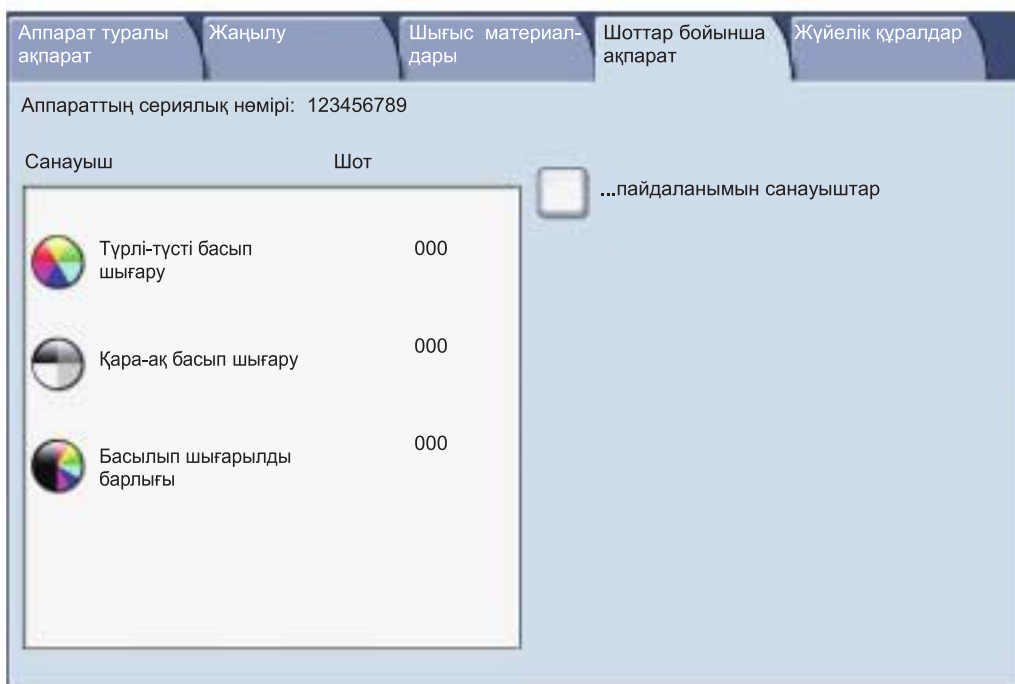 Аппарат туралы
ақпарат
Жаңылу
Шығыс материал-
дары
Шоттар бойынша
ақпарат
Жүйелік құралдар
Аппараттың сериялық нөмірі: 123456789
Санауыш Шот
...пайдаланымын санауыштар
Түрлі-түсті басып
шығару
000
Қара-ақ басып шығару
000
Басылып шығарылды
барлығы
000